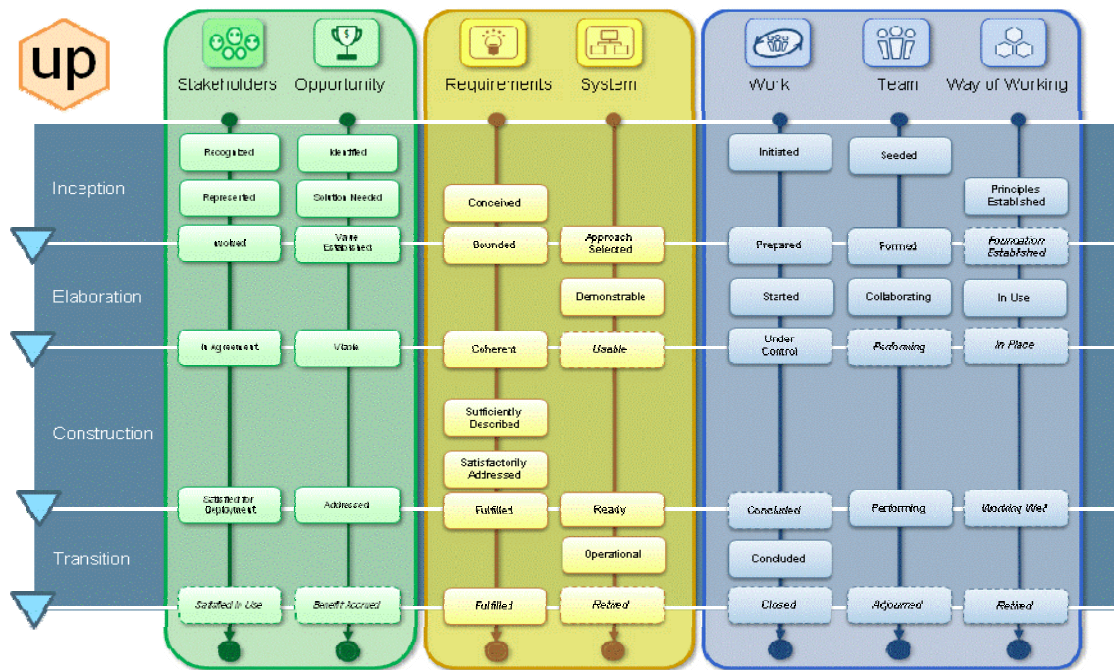 up
Stakeholders Opportunity Requirements System Work Team Way of Working
Inception
Recognized Identified Initiated Seeded
Represented Solution Needed Conceived Principles
Established
Involved Value
Established Bounded Approach
Selected Prepared Formed Foundation
Established
Elaboration
Demonstrable Started Collaborating In Use
In Agreement Viable Coherent Usable Under
Control Performing In Place
Construction
Sufficiently
Described
Satisfactorily
Addressed
Satisfied for
Deployment Addressed Fulfilled Ready Concluded Performing Working Well
Transition
Operational Concluded
Satisfied In Use Benefit Accrued Fulfilled Retired Closed Adjourned Retired